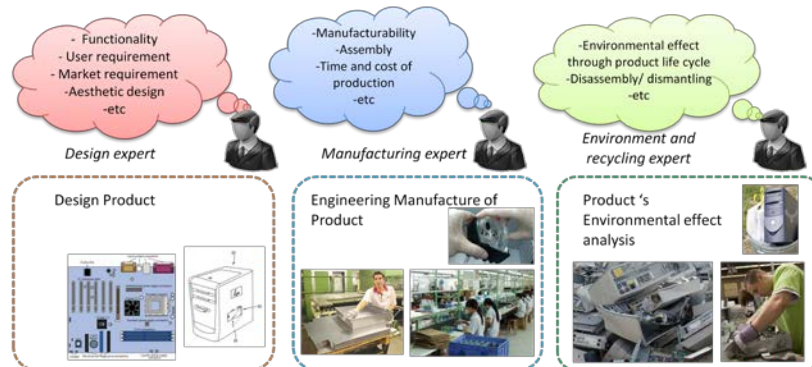 - Functionality
- User requirement
- Market requirement
-Aesthetic design
-etc
Design expert
-Manufacturability
-Assembly
-Time and cost of
production
-etc
Manufacturing expert
-Environmental effect
through product life cycle
-Disassembly/ dismantling
-etc
Environment and
recycling expert
Design Product
Engineering Manufacture of
Product
Product 's
Environmental effect
analysis